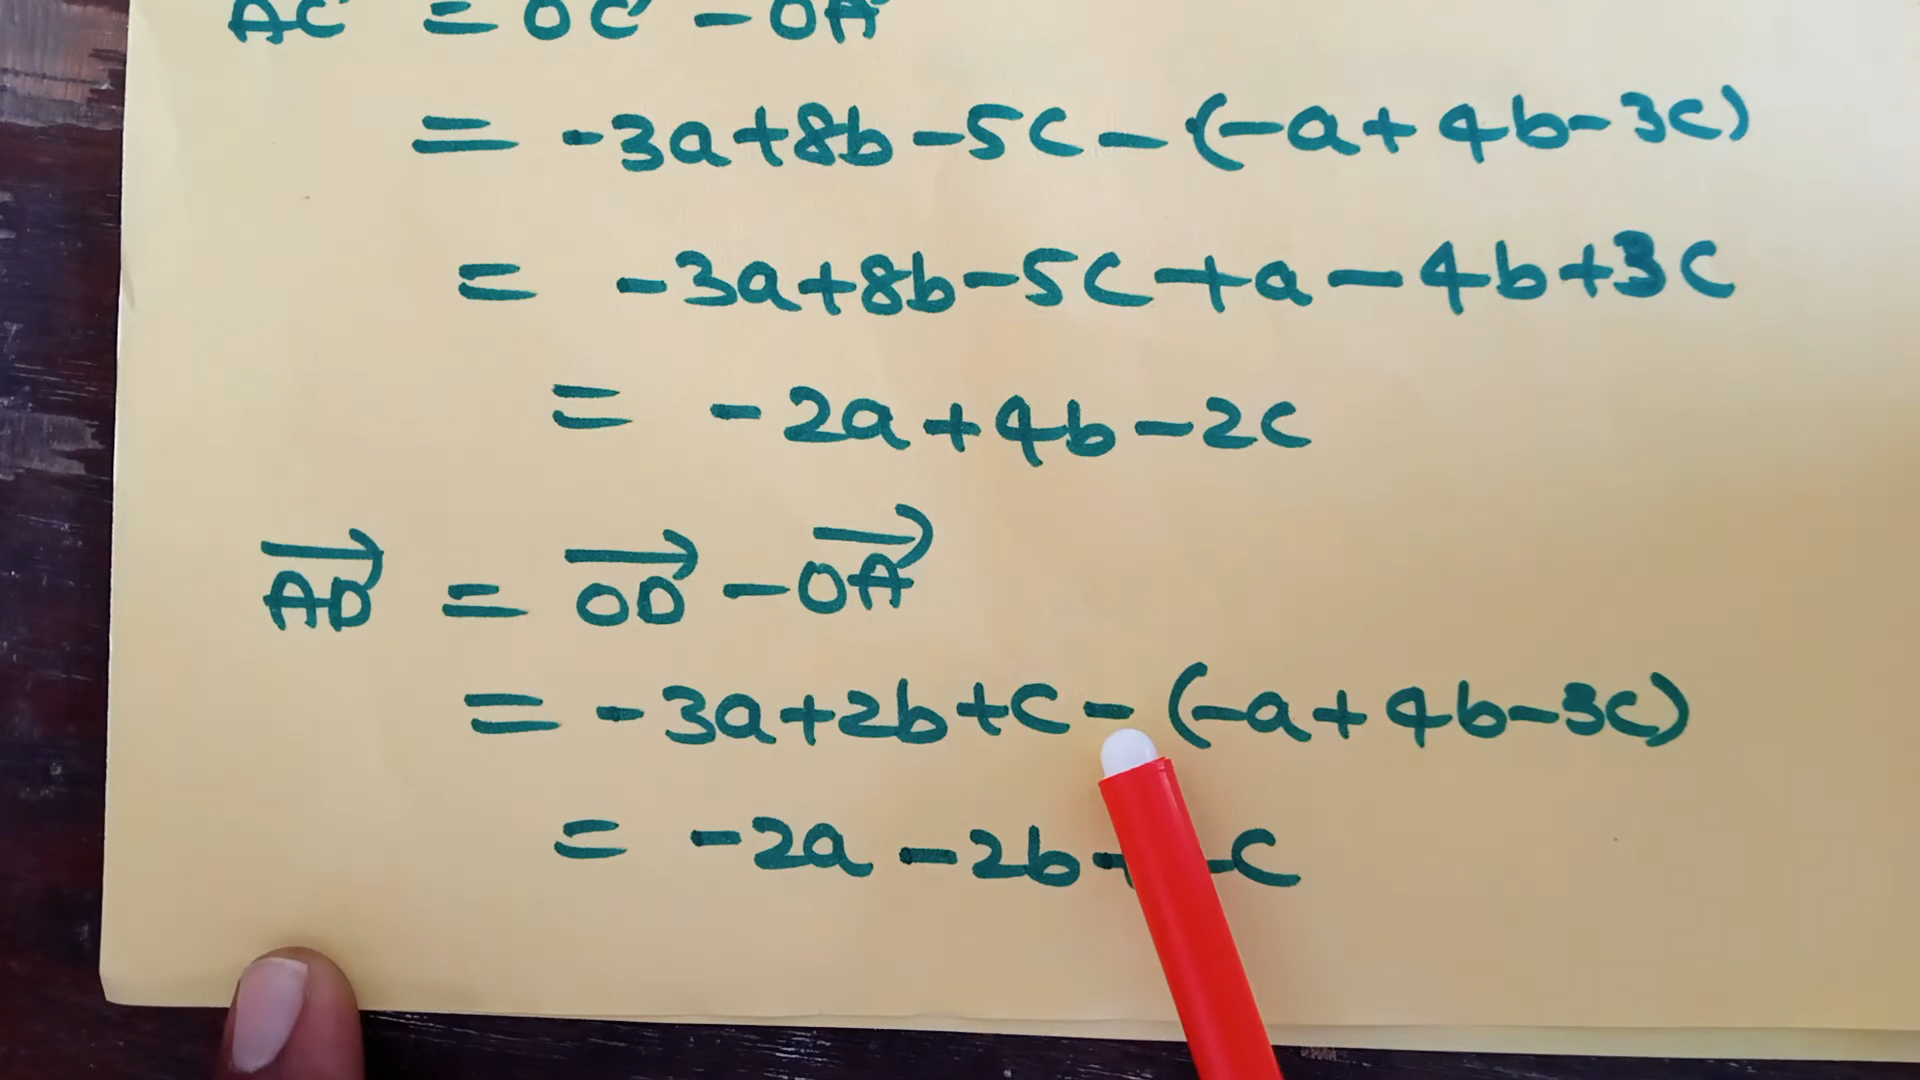 AC = OC - OA
= -3a+8b-5c-(-a+4b-3c)
= -3a+8b-5c+a-4b+3c
= -2a+4b-2c
AD = OD - OA
= -3a+2b+c-(-a+4b-3c)
= -2a-2b+ c